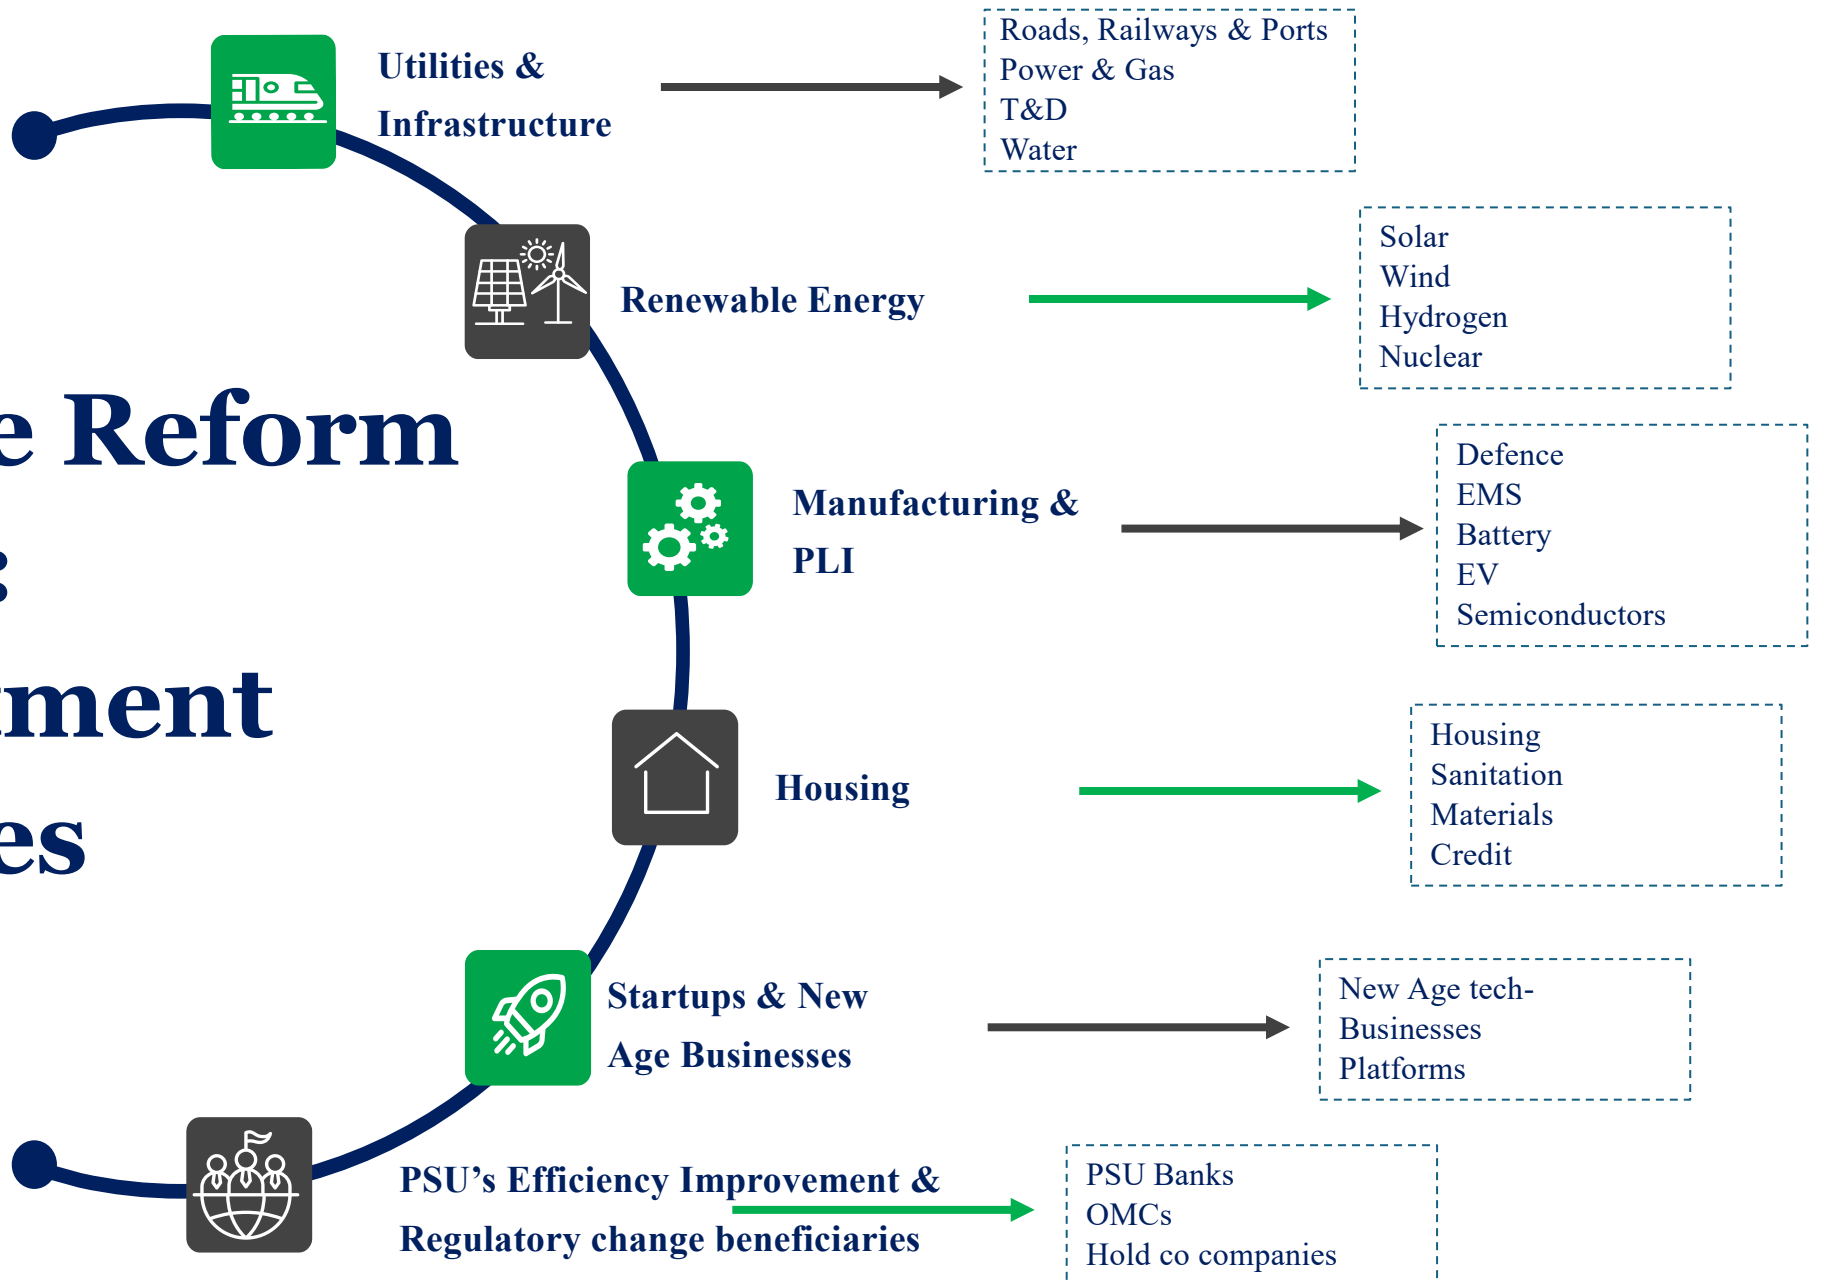 e Reform
:
tment
es
Utilities &
Infrastructure
Roads, Railways & Ports
Power & Gas
T&D
Water
Renewable Energy
Solar
Wind
Hydrogen
Nuclear
Manufacturing &
PLI
Defence
EMS
Battery
EV
Semiconductors
Housing
Housing
Sanitation
Materials
Credit
Startups & New
Age Businesses
New Age tech-
Businesses
Platforms
PSU’s Efficiency Improvement &
Regulatory change beneficiaries
PSU Banks
OMCs
Hold co companies